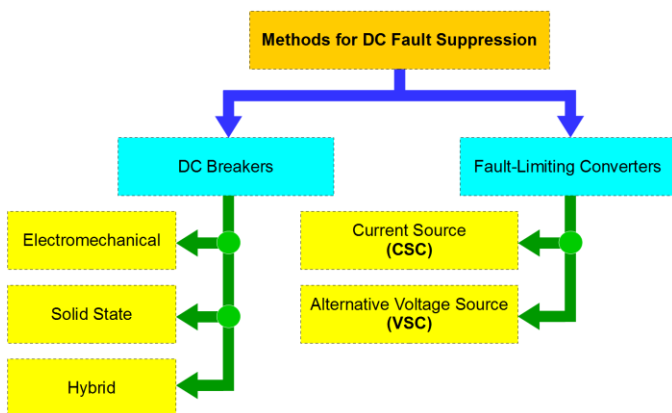 Methods for DC Fault Suppression
DC Breakers
Fault-Limiting Converters
Electromechanical
Solid State
Hybrid
Current Source
(CSC)
Alternative Voltage Source
(VSC)